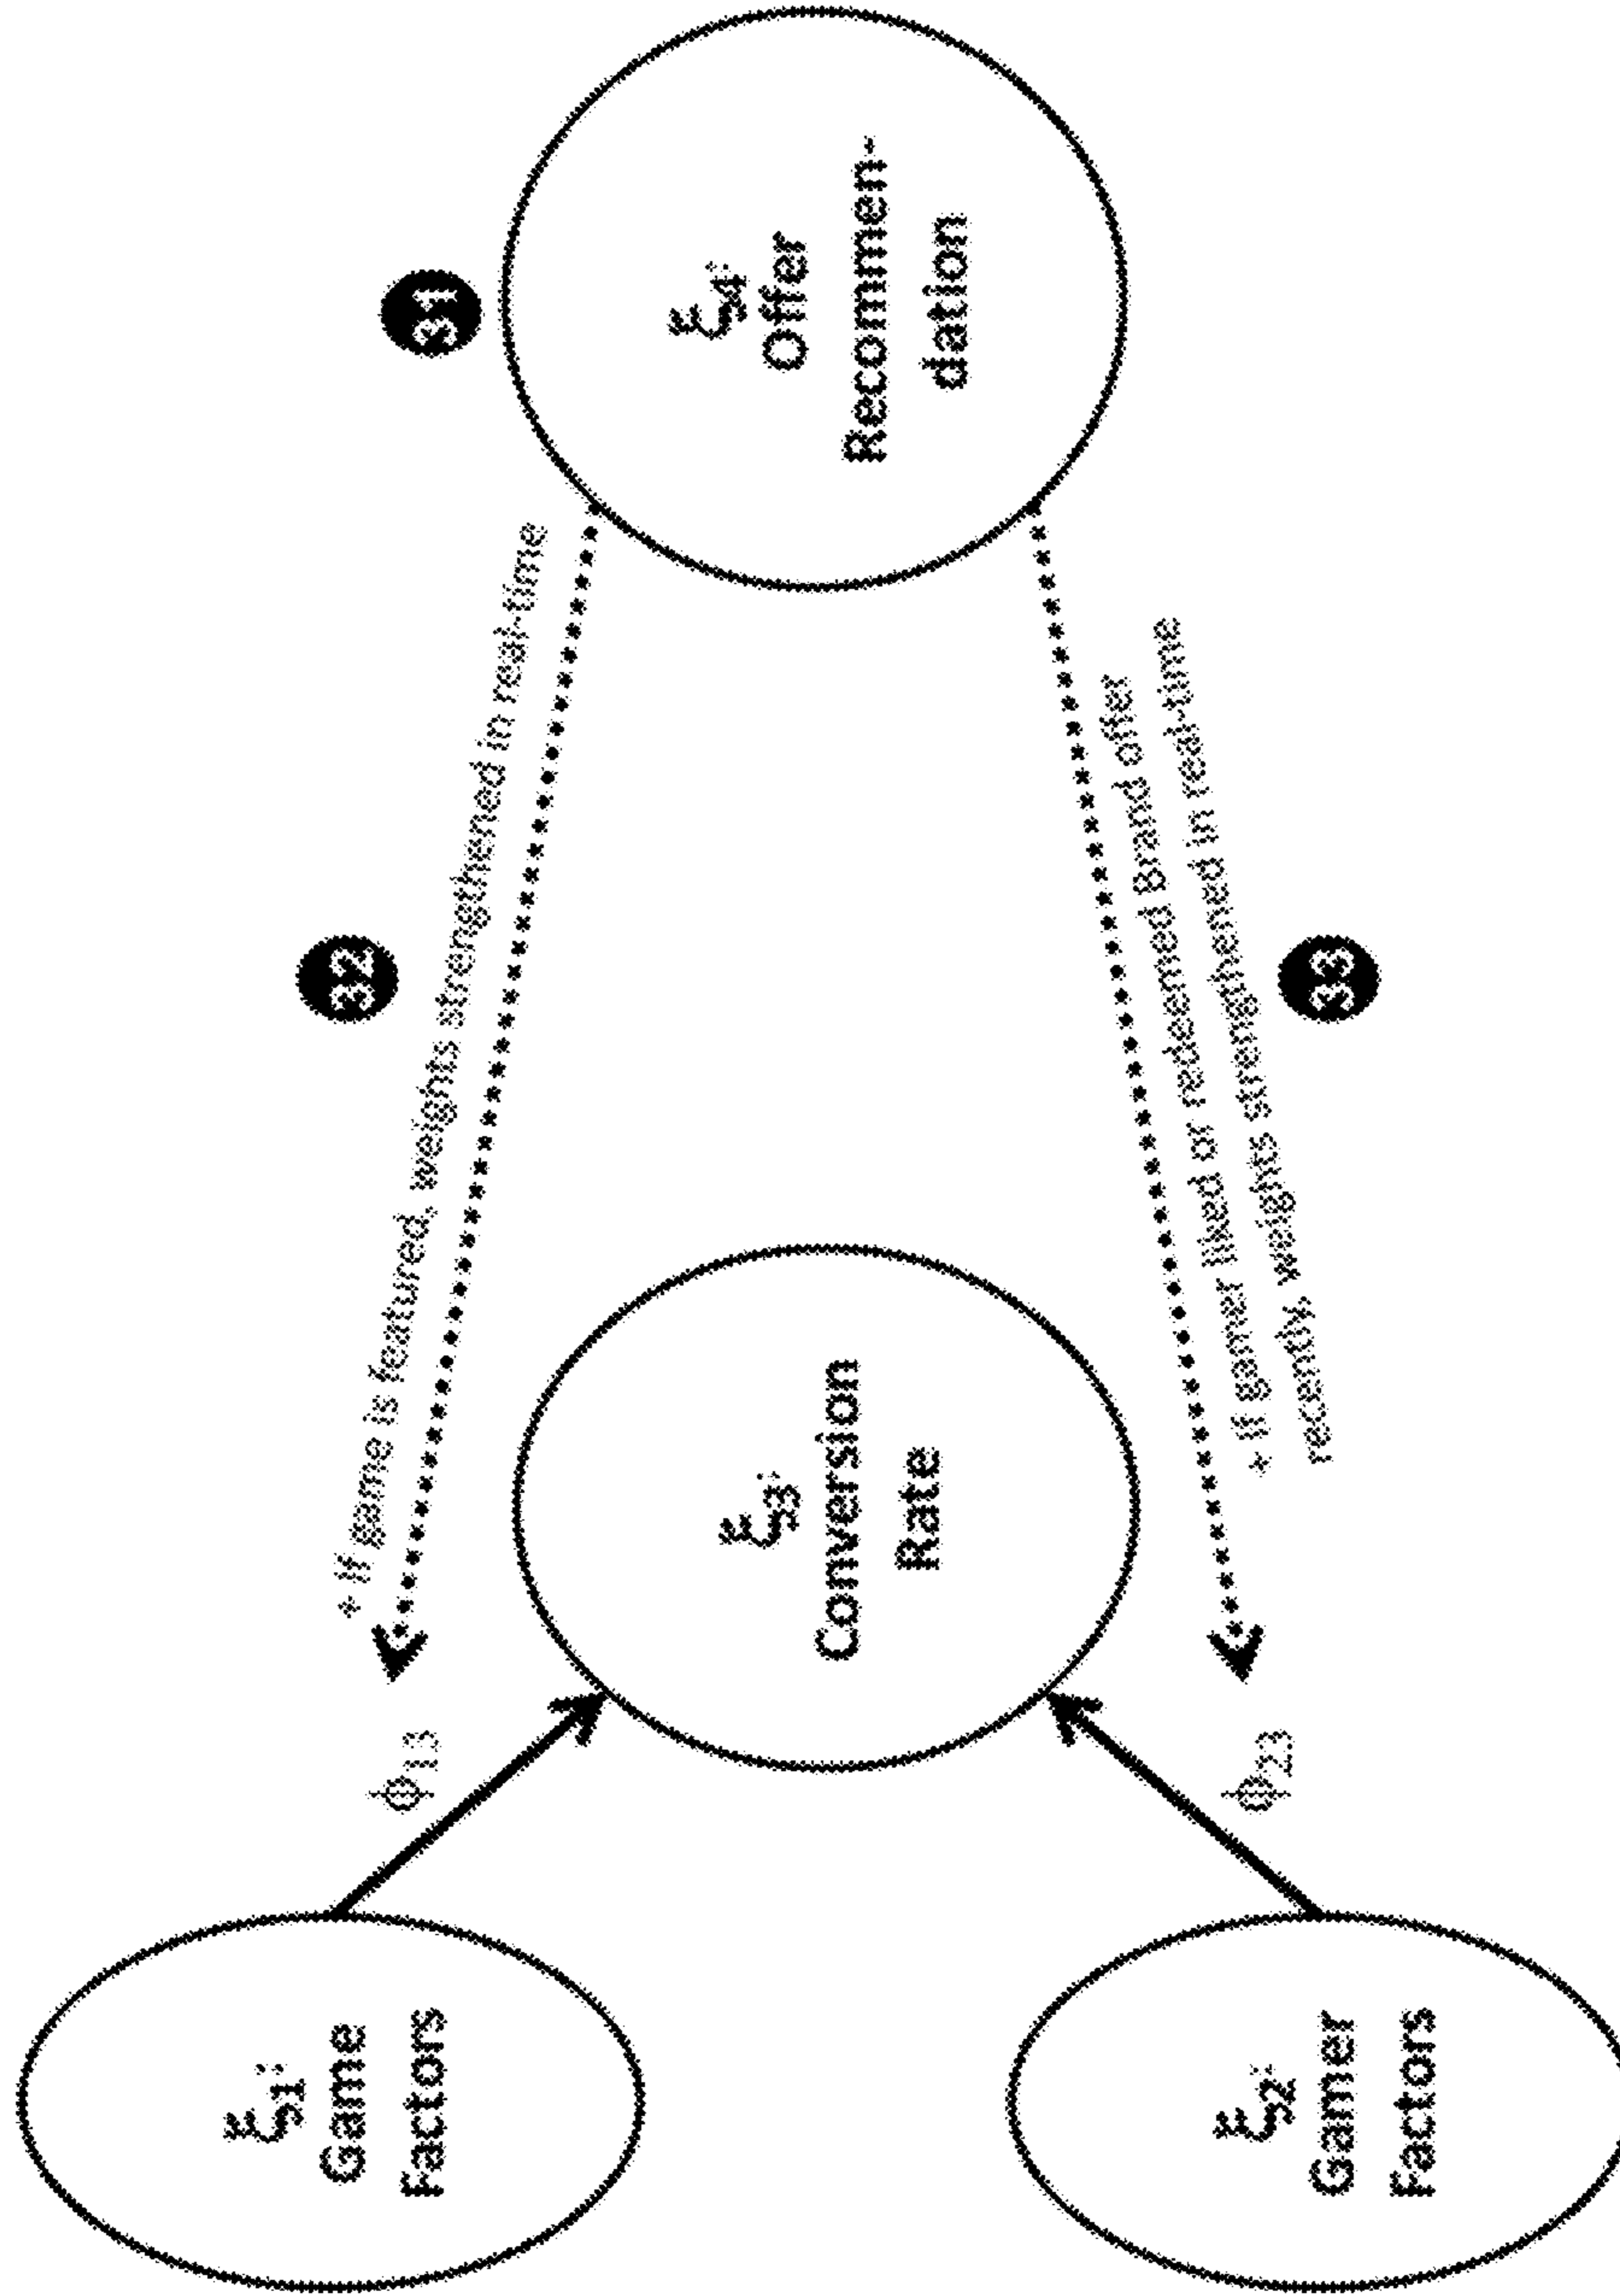 ξ1:
Game
Factors
ϕ13
+ If game is featured, weights strengthened in real-time
32
31
ξ3:
Conversion
Rate
ξ4:
Offer
Recommen-
dation
ξ2:
Gamer
Factors
ϕ23
+ If gamer liked or redeemed Brand offer
recently, weights strengthened in real-time
33